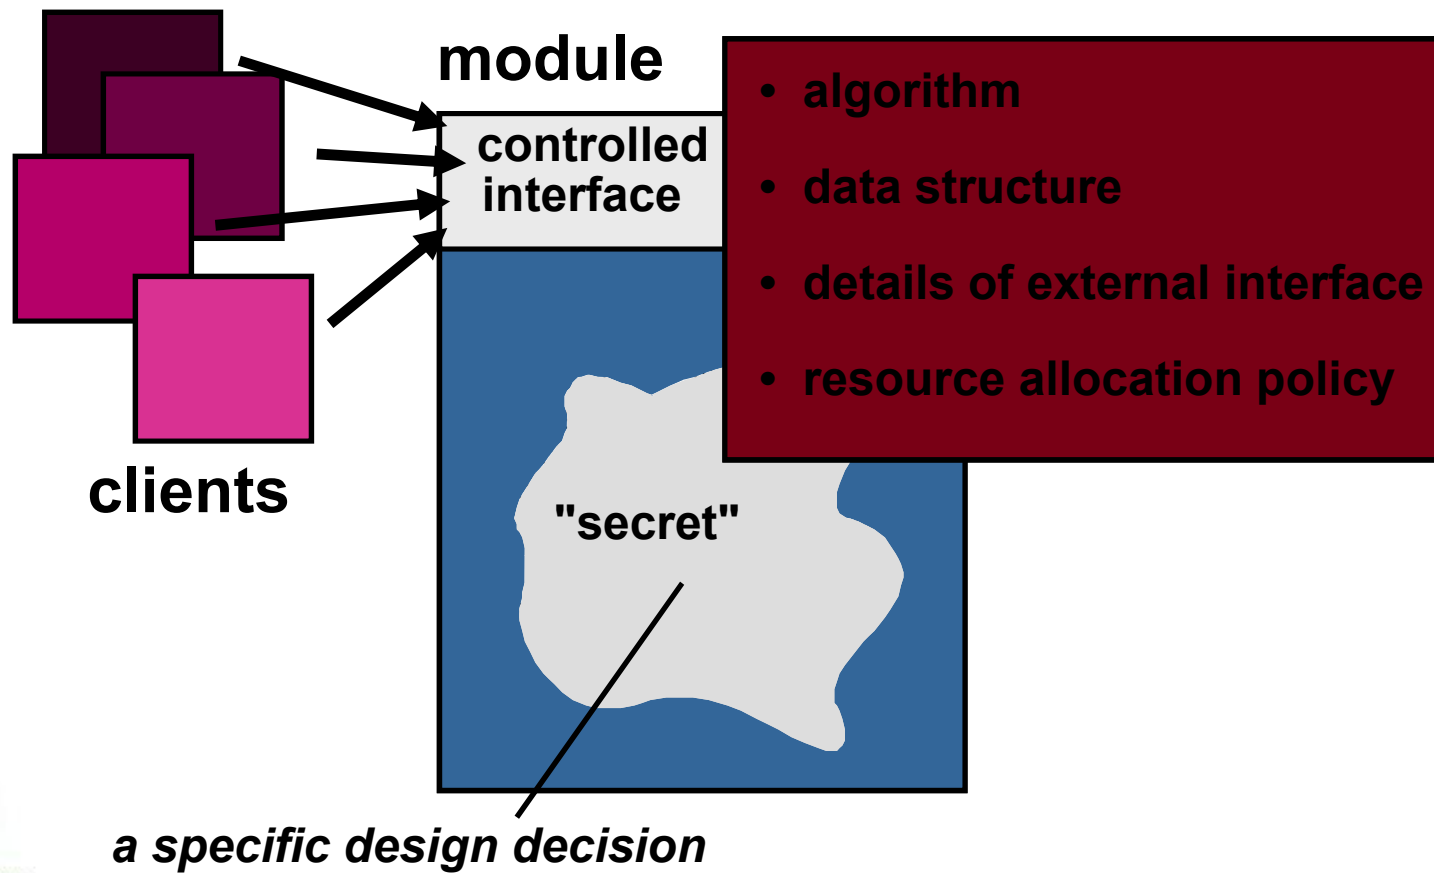 module
controlled
interface
• algorithm
• data structure
• details of external interface
• resource allocation policy
clients
"secret"
a specific design decision